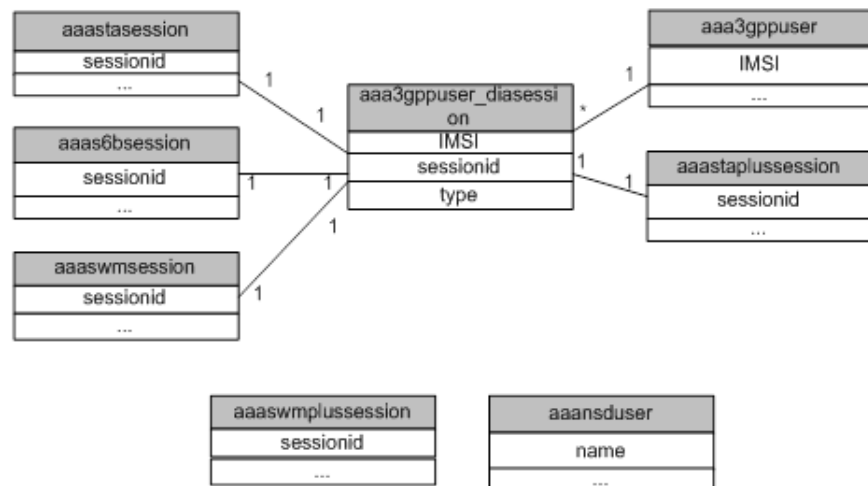 aaastasession
sessionid
...
aaas6bsession
sessionid
...
aaaswmsession
sessionid
...
1
1
1
1
1
1
aaa3gppuser_diasessi
on
IMSI
sessionid
type
*
1
1
1
aaa3gppuser
IMSI
...
aaastaplussession
sessionid
...
aaaswmplussession
sessionid
...
aaansduser
name
...